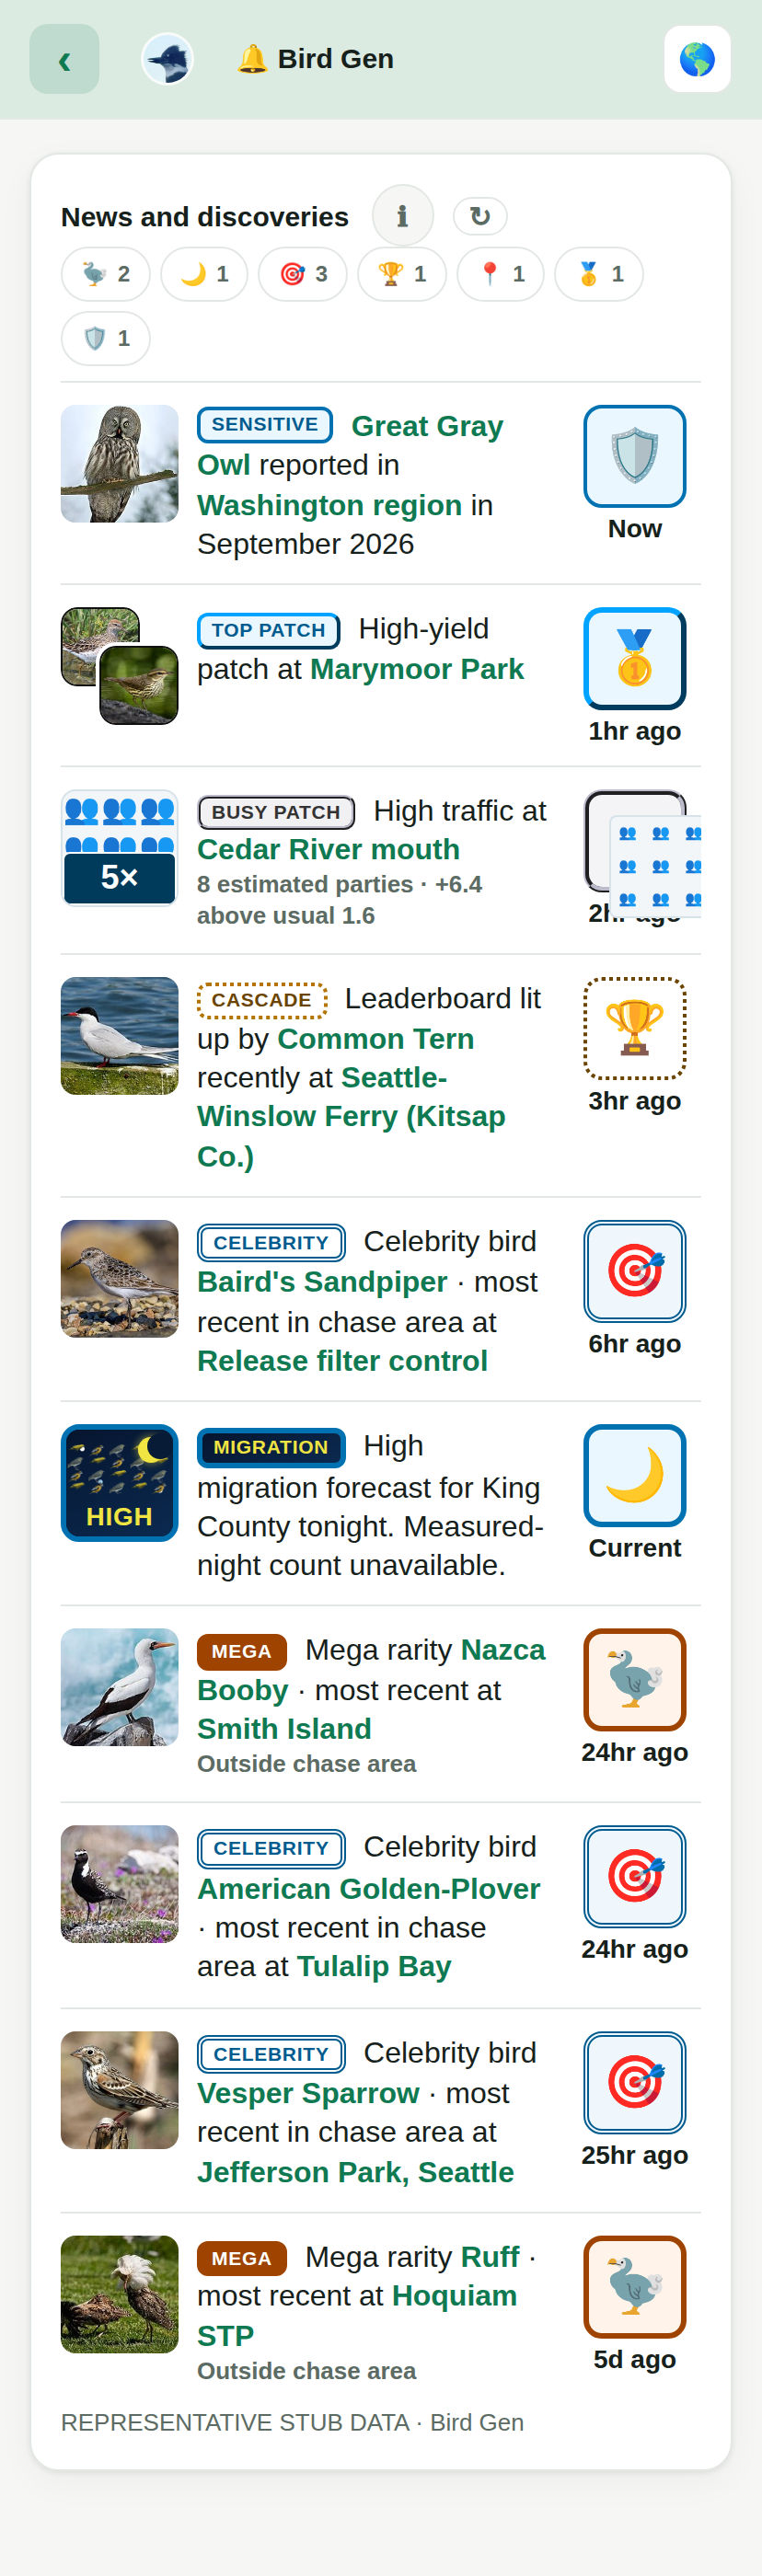 ‹ 🔔 Bird Gen 🌎
News and discoveries ℹ ↻
🦤 2 🌙 1 🎯 3 🏆 1 📍 1 🥇 1
🛡️ 1
SENSITIVE Great Gray
Owl reported in
Washington region in
September 2026
Now
TOP PATCH High-yield
patch at Marymoor Park
1hr ago
5×
BUSY PATCH High traffic at
Cedar River mouth
8 estimated parties · +6.4
above usual 1.6
2hr ago
CASCADE Leaderboard lit
up by Common Tern
recently at Seattle-
Winslow Ferry (Kitsap
Co.)
3hr ago
CELEBRITY Celebrity bird
Baird's Sandpiper · most
recent in chase area at
Release filter control
6hr ago
HIGH
MIGRATION High
migration forecast for King
County tonight. Measured-
night count unavailable.
Current
MEGA Mega rarity Nazca
Booby · most recent at
Smith Island
Outside chase area
24hr ago
CELEBRITY Celebrity bird
American Golden-Plover
· most recent in chase
area at Tulalip Bay
24hr ago
CELEBRITY Celebrity bird
Vesper Sparrow · most
recent in chase area at
Jefferson Park, Seattle
25hr ago
MEGA Mega rarity Ruff ·
most recent at Hoquiam
STP
Outside chase area
5d ago
REPRESENTATIVE STUB DATA · Bird Gen